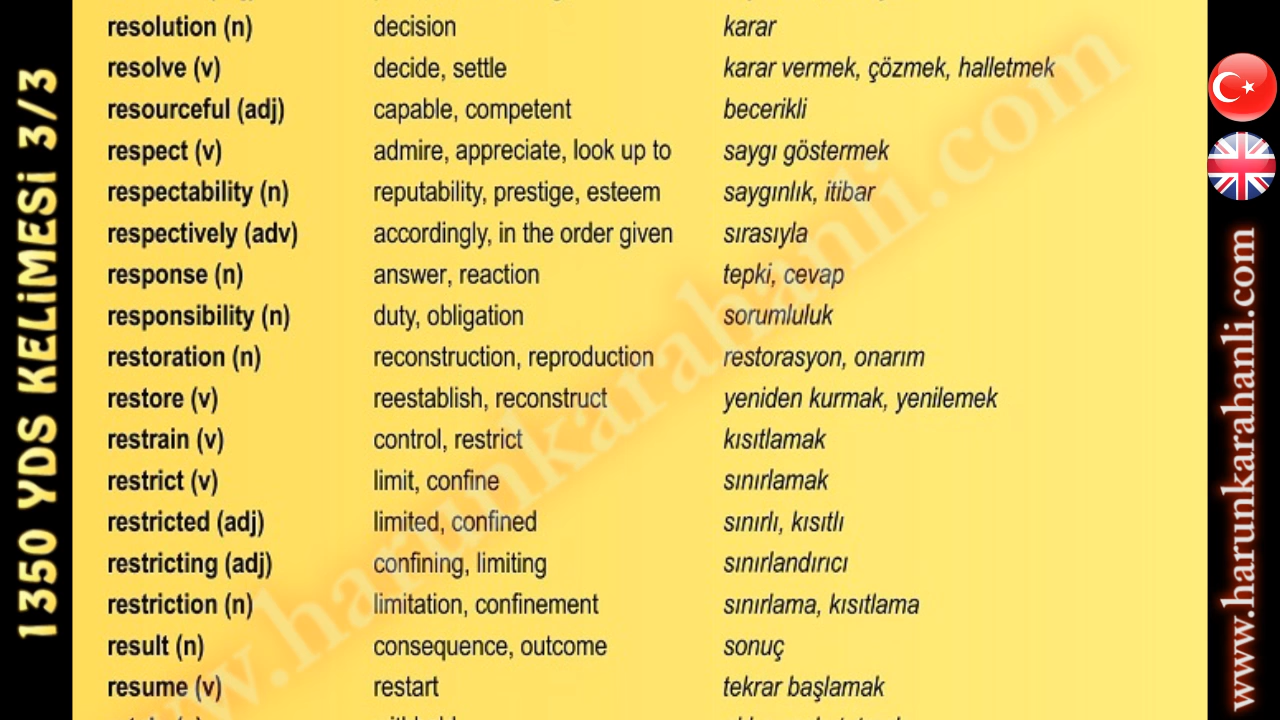 1350 YDS KELiMESi 3/3
resolution (n) decision karar
resolve (v) decide, settle karar vermek, çözmek, halletmek
resourceful (adj) capable, competent becerikli
respect (v) admire, appreciate, look up to saygı göstermek
respectability (n) reputability, prestige, esteem saygınlık, itibar
respectively (adv) accordingly, in the order given sırasıyla
response (n) answer, reaction tepki, cevap
responsibility (n) duty, obligation sorumluluk
restoration (n) reconstruction, reproduction restorasyon, onarım
restore (v) reestablish, reconstruct yeniden kurmak, yenilemek
restrain (v) control, restrict kısıtlamak
restrict (v) limit, confine sınırlamak
restricted (adj) limited, confined sınırlı, kısıtlı
restricting (adj) confining, limiting sınırlandırıcı
restriction (n) limitation, confinement sınırlama, kısıtlama
result (n) consequence, outcome sonuç
resume (v) restart tekrar başlamak
www.harunkarahanli.com
www.harunkarahanli.com